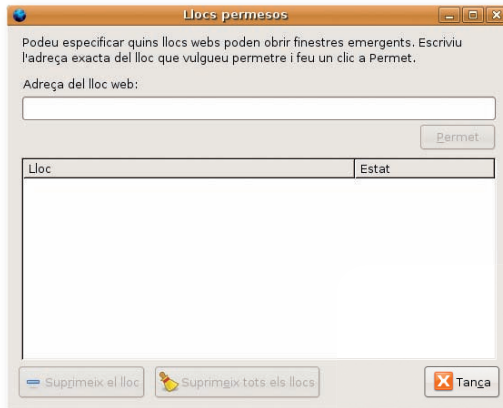 Llocs permesos
Podeu especificar quins llocs webs poden obrir finestres emergents. Escriviu
l'adreça exacta del lloc que vulgueu permetre i feu un clic a Permet.
Adreça del lloc web:
Permet
Lloc Estat
Suprimeix el lloc Suprimeix tots els llocs Tanca